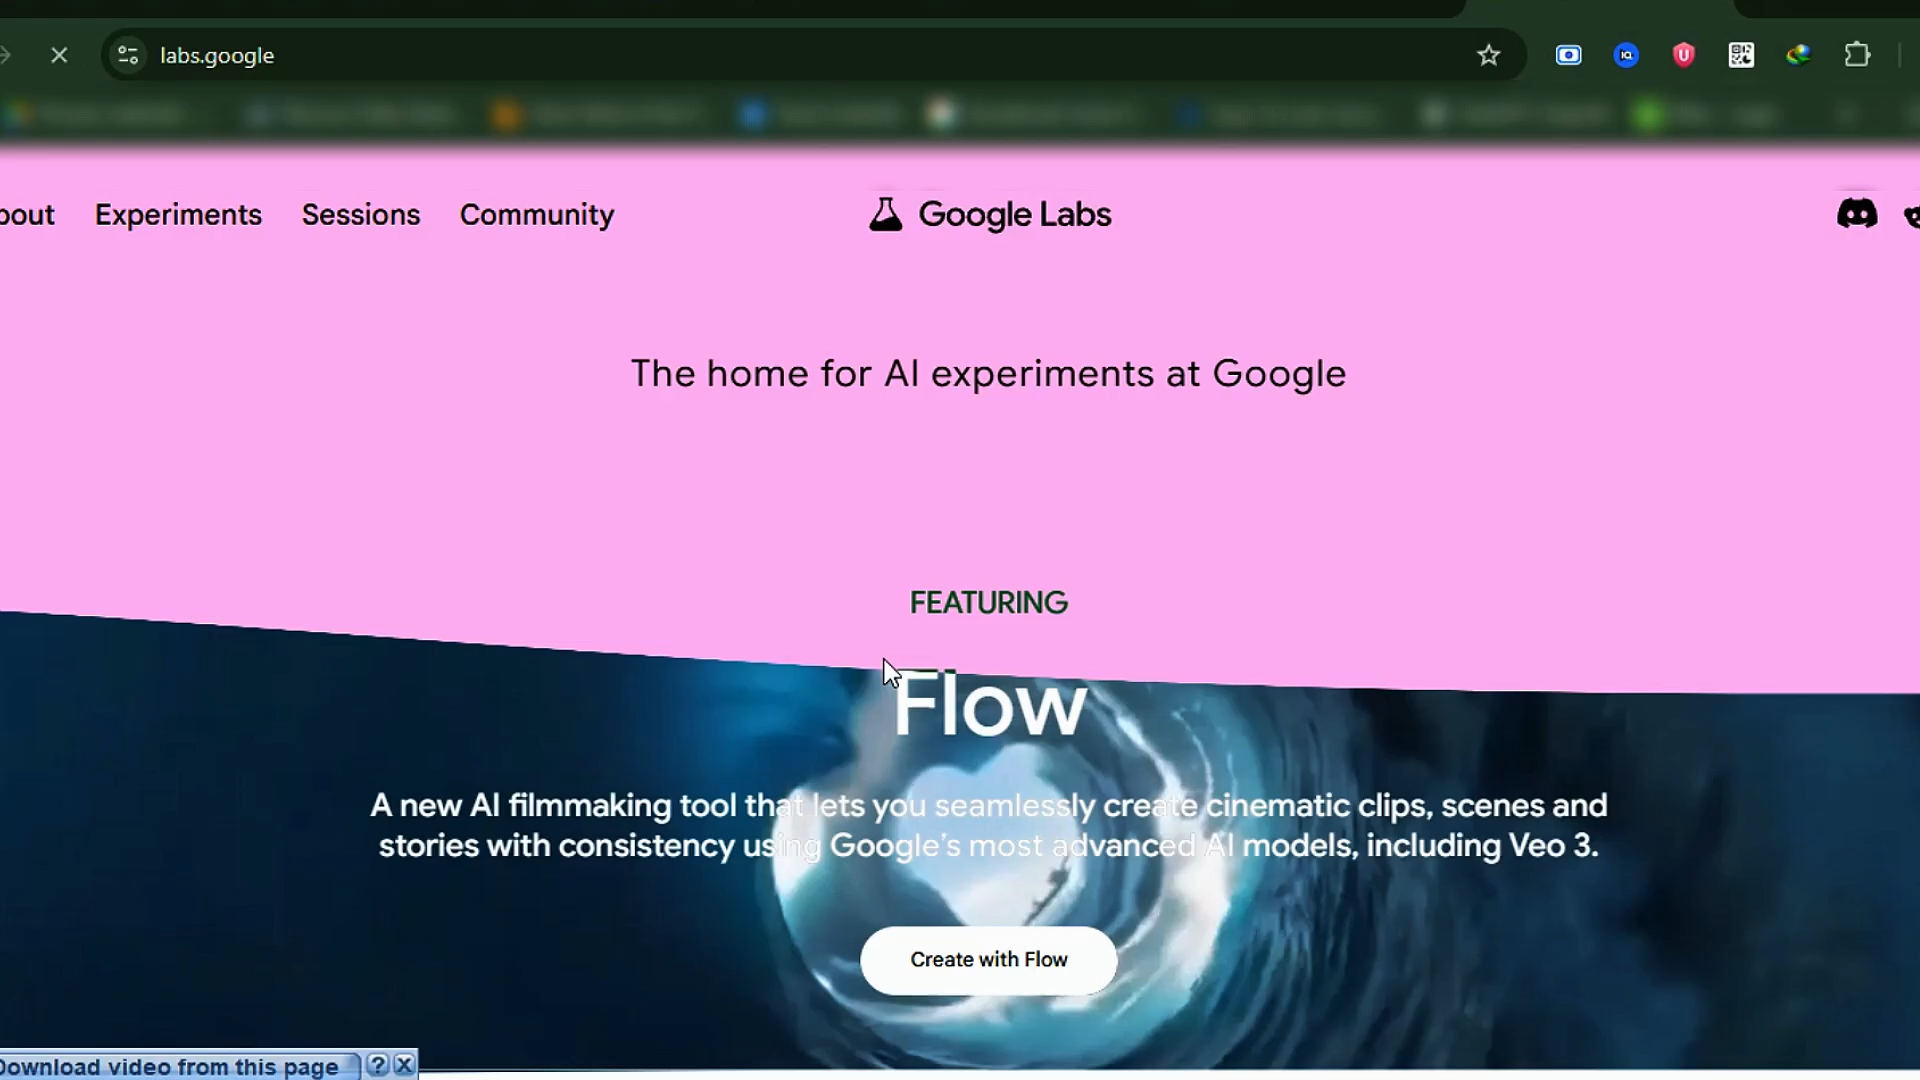 labs.google
bout
Experiments
Sessions
Community
Google Labs
The home for AI experiments at Google
FEATURING
Flow
A new AI filmmaking tool that lets you seamlessly create cinematic clips, scenes and
stories with consistency using Google's most advanced AI models, including Veo 3.
Create with Flow
Download video from this page
? X